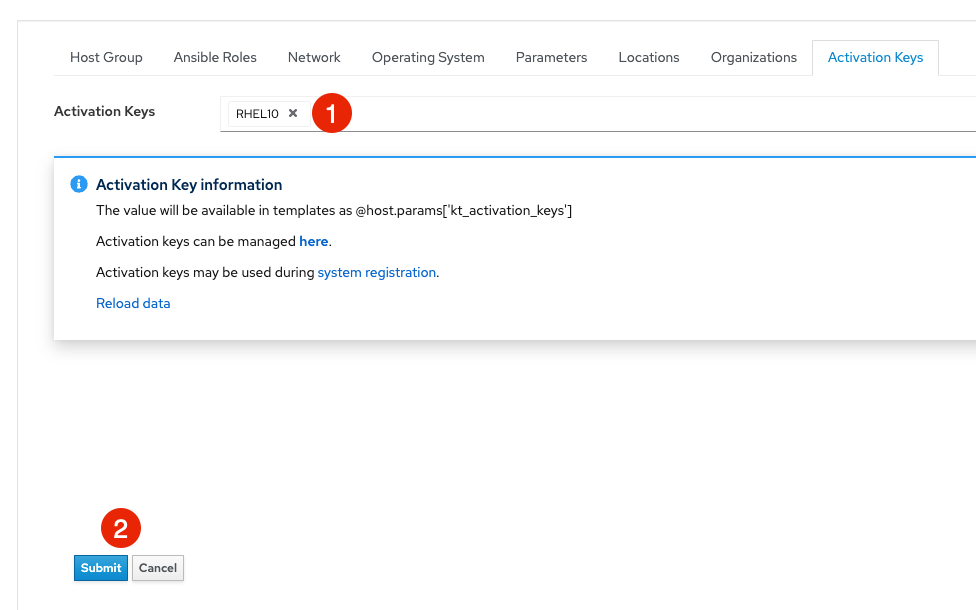 Host Group Ansible Roles Network Operating System Parameters Locations Organizations Activation Keys
Activation Keys RHEL10 ✕ 1
Activation Key information
The value will be available in templates as @host.params['kt_activation_keys']
Activation keys can be managed here.
Activation keys may be used during system registration.
Reload data
2
Submit Cancel